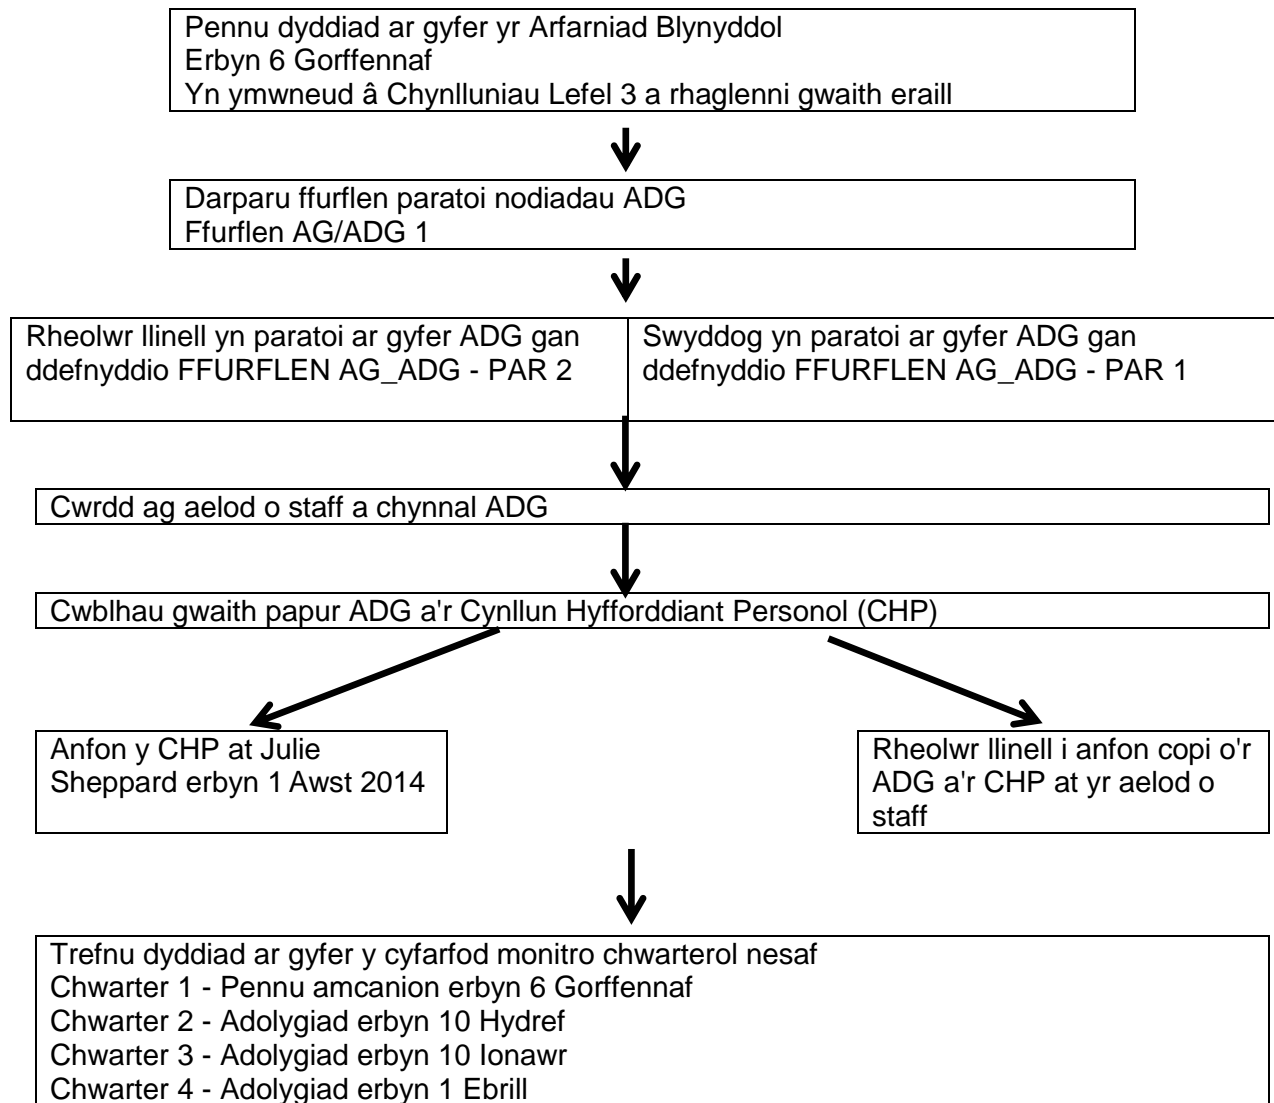 Pennu dyddiad ar gyfer yr Arfarniad Blynyddol
Erbyn 6 Gorffennaf
Yn ymwneud â Chynlluniau Lefel 3 a rhaglenni gwaith eraill
Darparu ffurflen paratoi nodiadau ADG
Ffurflen AG/ADG 1
Rheolwr llinell yn paratoi ar gyfer ADG gan
ddefnyddio FFURFLEN AG_ADG - PAR 2
Swyddog yn paratoi ar gyfer ADG gan
ddefnyddio FFURFLEN AG_ADG - PAR 1
Cwrdd ag aelod o staff a chynnal ADG
Cwblhau gwaith papur ADG a'r Cynllun Hyfforddiant Personol (CHP)
Anfon y CHP at Julie
Sheppard erbyn 1 Awst 2014
Rheolwr llinell i anfon copi o'r
ADG a'r CHP at yr aelod o
staff
Trefnu dyddiad ar gyfer y cyfarfod monitro chwarterol nesaf
Chwarter 1 - Pennu amcanion erbyn 6 Gorffennaf
Chwarter 2 - Adolygiad erbyn 10 Hydref
Chwarter 3 - Adolygiad erbyn 10 Ionawr
Chwarter 4 - Adolygiad erbyn 1 Ebrill